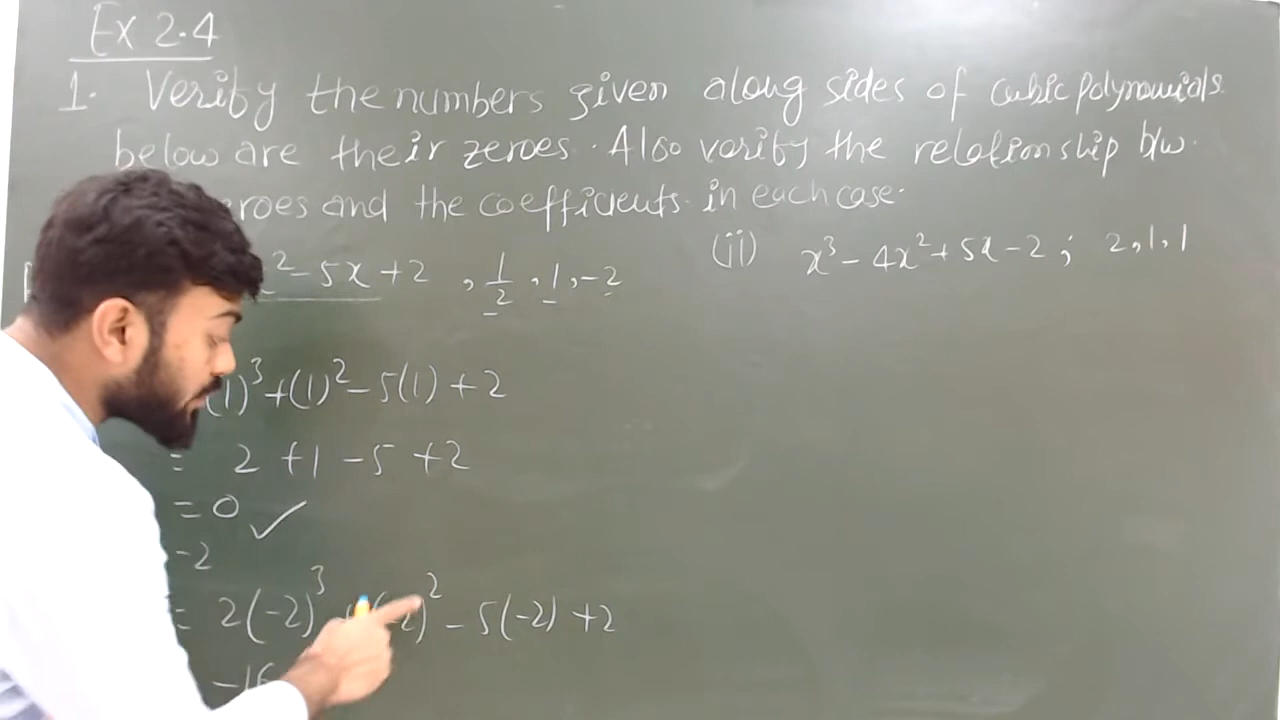 Ex 2.4
1. Verify the numbers given along sides of cubic polynomials
below are their zeroes. Also verify the relationship b/w.
roes and the coefficients in each case.
² - 5x + 2 , 1/2 , 1 , -2
(ii) x³ - 4x² + 5x - 2 ; 2, 1, 1
(1)³ + (1)² - 5(1) + 2
= 2 + 1 - 5 + 2
= 0 ✓
-2
= 2(-2)³ + (-2)² - 5(-2) + 2
-16